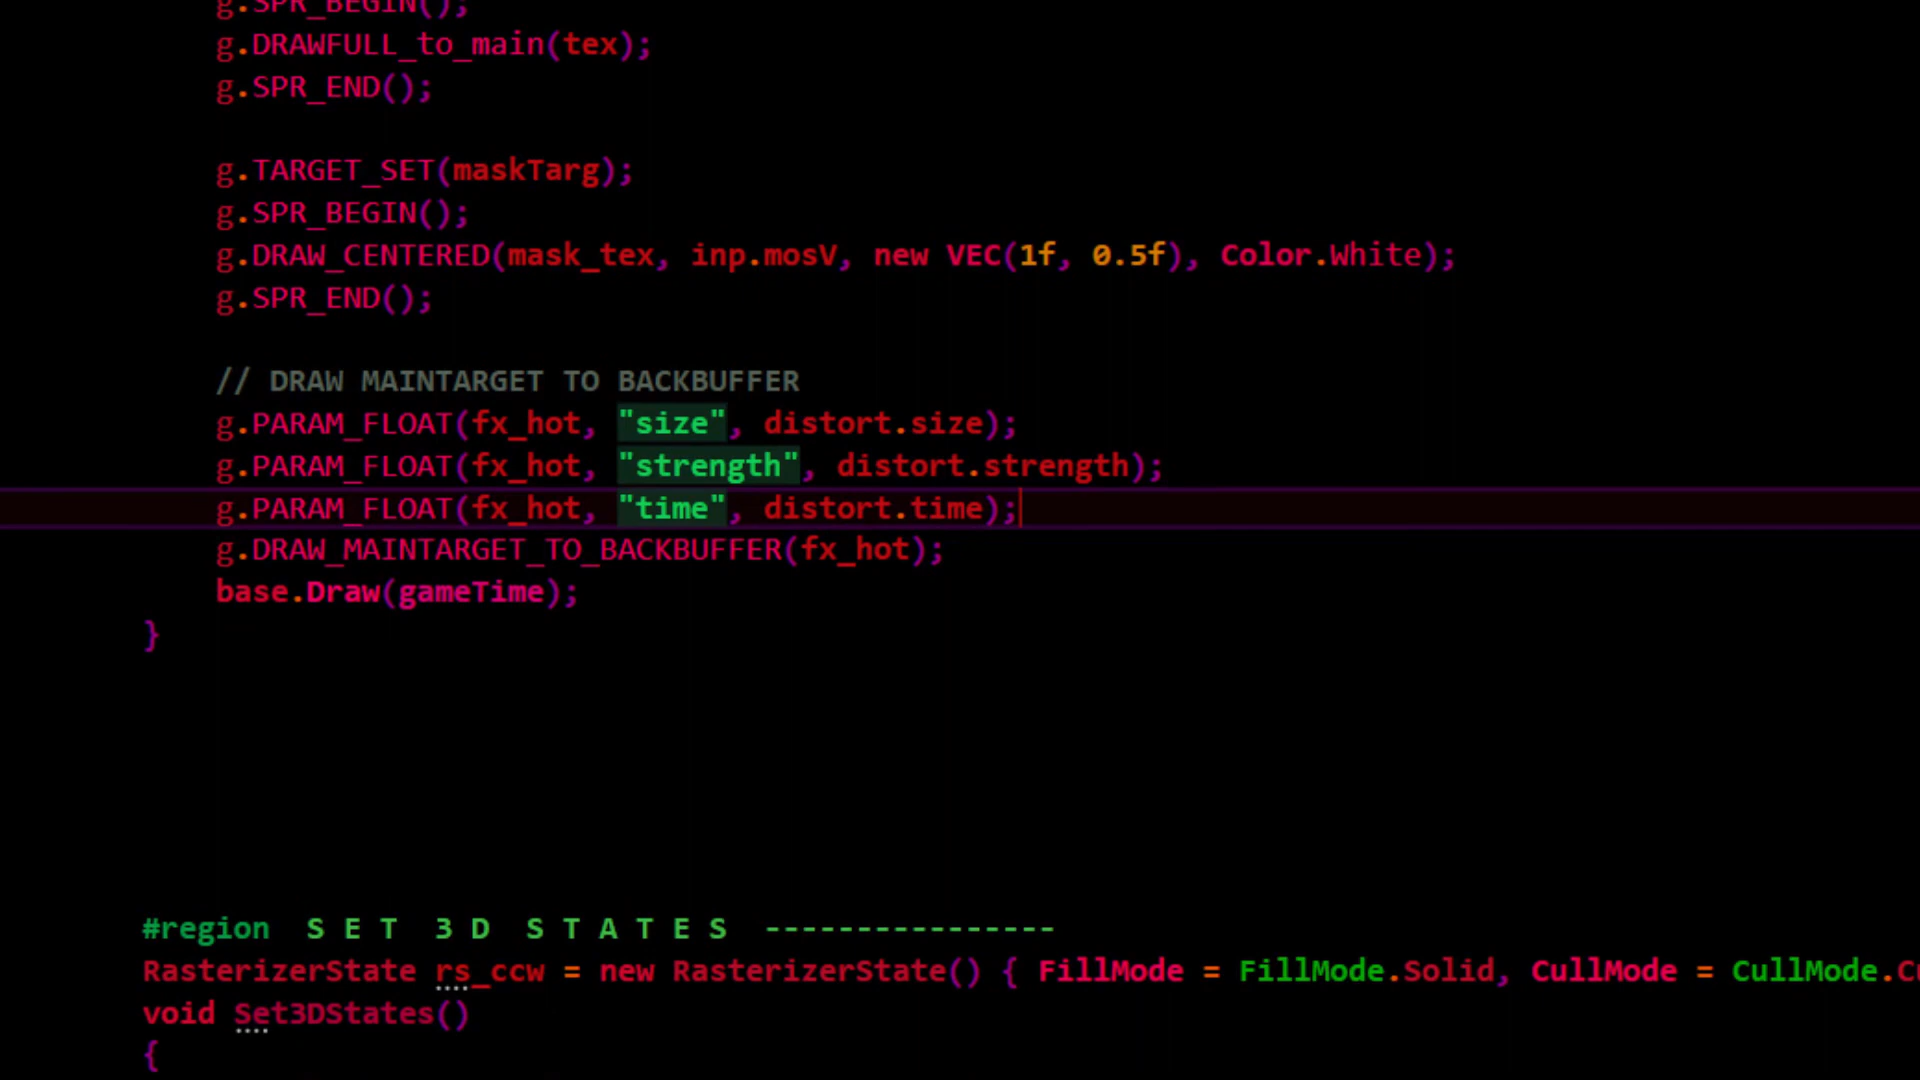 g.SPR_BEGIN();
g.DRAWFULL_to_main(tex);
g.SPR_END();
g.TARGET_SET(maskTarg);
g.SPR_BEGIN();
g.DRAW_CENTERED(mask_tex, inp.mosV, new VEC(1f, 0.5f), Color.White);
g.SPR_END();
// DRAW MAINTARGET TO BACKBUFFER
g.PARAM_FLOAT(fx_hot, "size", distort.size);
g.PARAM_FLOAT(fx_hot, "strength", distort.strength);
g.PARAM_FLOAT(fx_hot, "time", distort.time);
g.DRAW_MAINTARGET_TO_BACKBUFFER(fx_hot);
base.Draw(gameTime);
}
#region  S E T  3 D  S T A T E S  ----------------
RasterizerState rs_ccw = new RasterizerState() { FillMode = FillMode.Solid, CullMode = CullMode.Cu
void Set3DStates()
{